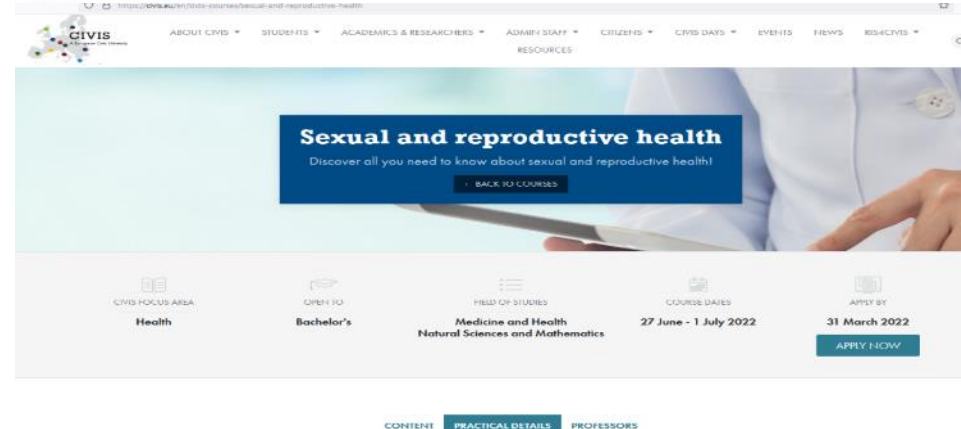 https://civis.eu/en/civis-courses/sexual-and-reproductive-health
CIVIS
A European Civic University
ABOUT CIVIS STUDENTS ACADEMICS & RESEARCHERS ADMIN STAFF CITIZENS CIVIS DAYS EVENTS NEWS RIS4CIVIS
RESOURCES
Sexual and reproductive health
Discover all you need to know about sexual and reproductive health!
‹ BACK TO COURSES
CIVIS FOCUS AREA OPEN TO FIELD OF STUDIES COURSE DATES APPLY BY
Health Bachelor's Medicine and Health 27 June - 1 July 2022 31 March 2022
Natural Sciences and Mathematics
APPLY NOW
CONTENT PRACTICAL DETAILS PROFESSORS